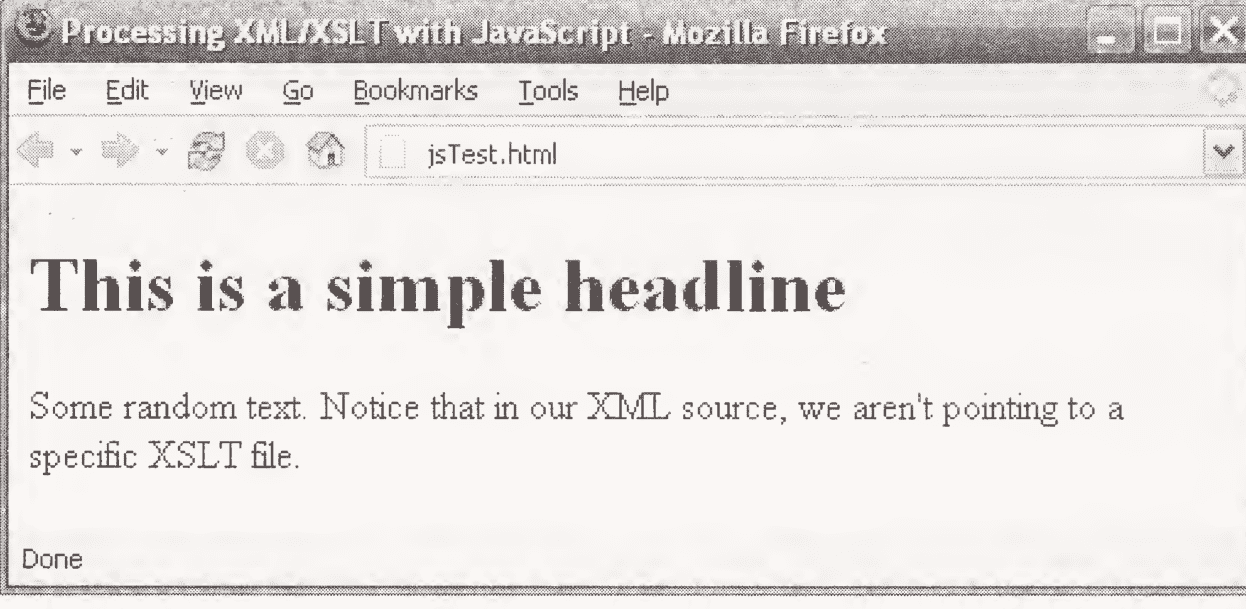 Processing XML/XSLT with JavaScript - Mozilla Firefox
File Edit View Go Bookmarks Tools Help
jsTest.html
This is a simple headline
Some random text. Notice that in our XML source, we aren't pointing to a
specific XSLT file.
Done